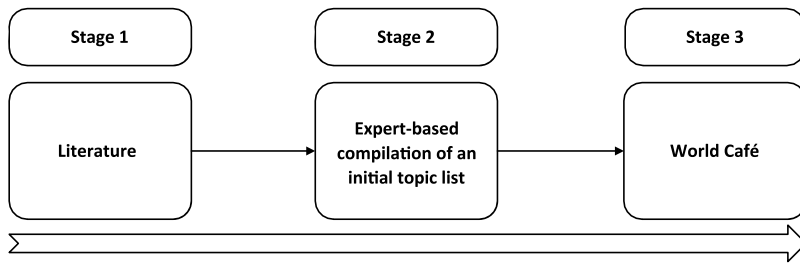 Stage 1
Stage 2
Stage 3
Literature
Expert-based
compilation of an
initial topic list
World Café